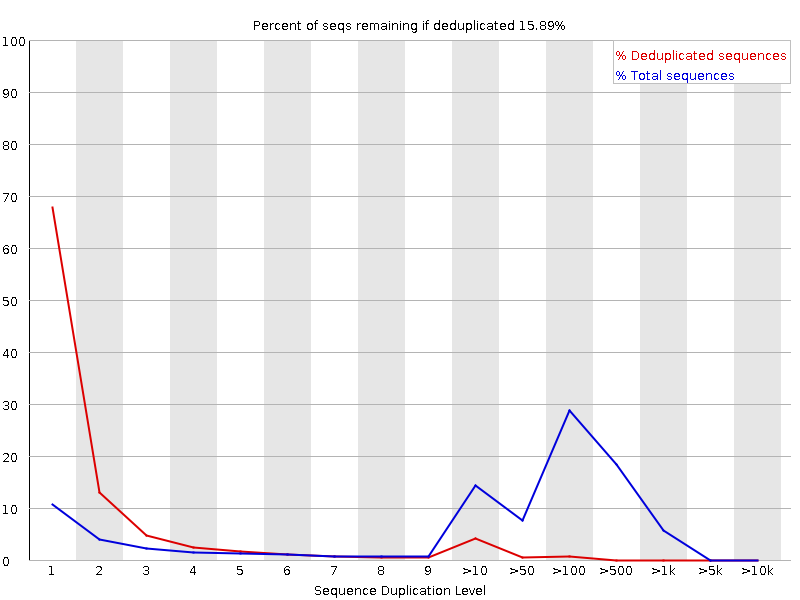 Percent of seqs remaining if deduplicated 15.89%
% Deduplicated sequences
% Total sequences
100
90
80
70
60
50
40
30
20
10
0
1 2 3 4 5 6 7 8 9 >10 >50 >100 >500 >1k >5k >10k
Sequence Duplication Level